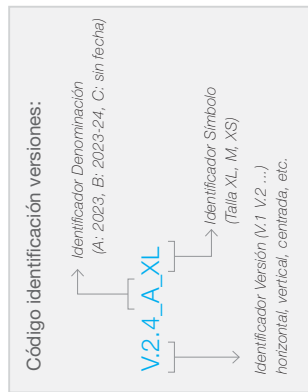 Código identificación versiones:
Identificador Denominación
(A: 2023, B: 2023-24, C: sin fecha)
V.2.4_A_XL
Identificador Símbolo
(Talla XL, M, XS)
Identificador Versión (V.1 V.2 ...)
horizontal, vertical, centrada, etc.